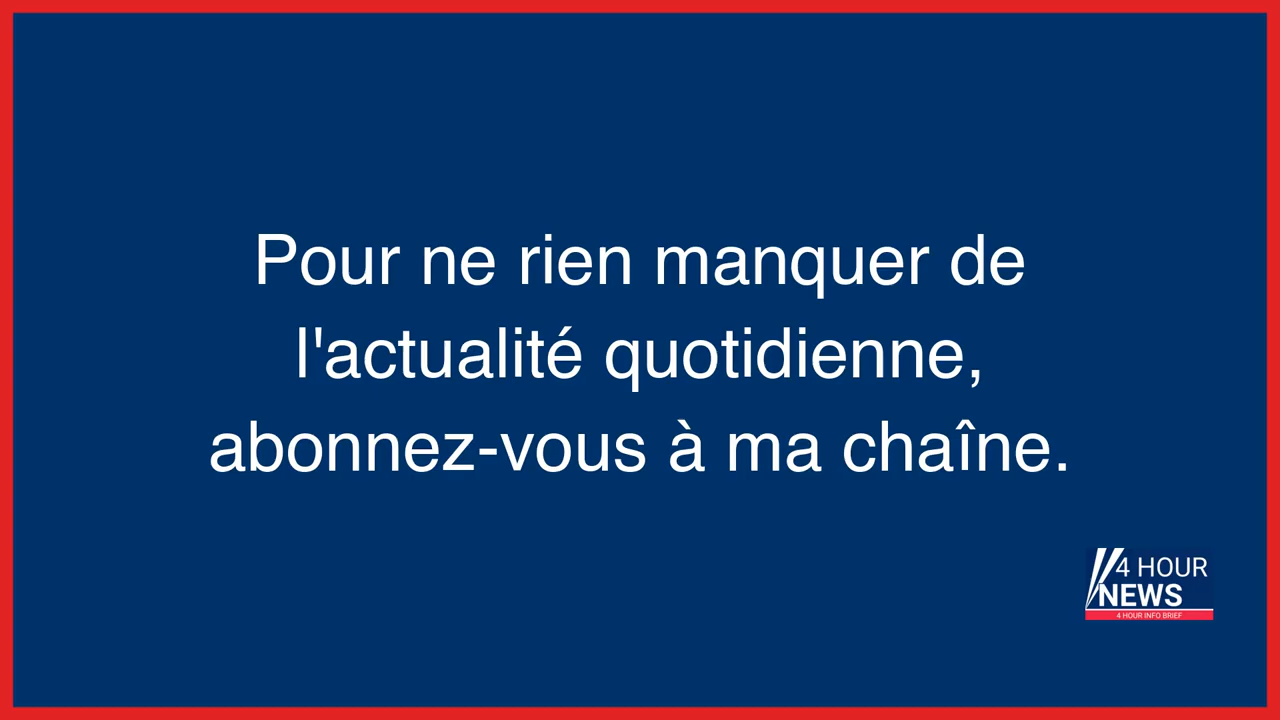 Pour ne rien manquer de
l'actualité quotidienne,
abonnez-vous à ma chaîne.
4 HOUR
NEWS
4 HOUR INFO BRIEF